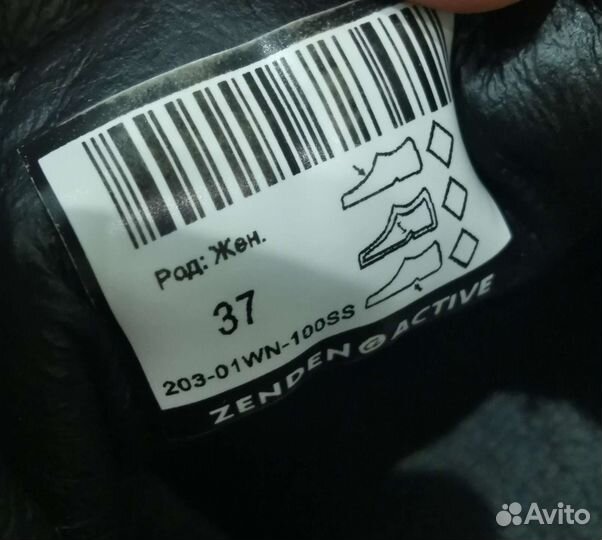 Род: Жен.
37
203-01WN-100SS
ZENDEN ACTIVE
Avito